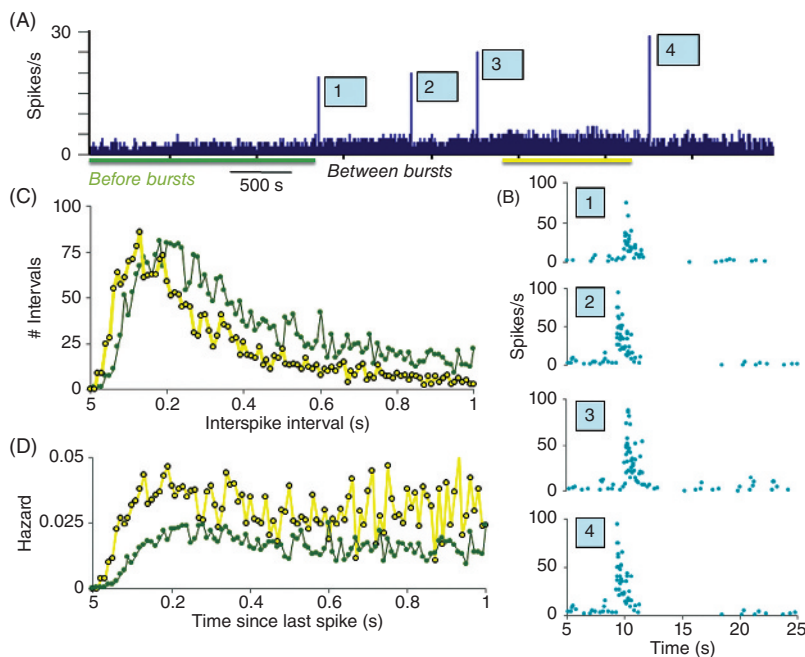 (A)
30
15
0
Spikes/s
1
2
3
4
Before bursts
500 s
Between bursts
(C)
100
75
50
25
0
# Intervals
5 0.2 0.4 0.6 0.8 1
Interspike interval (s)
(D)
0.05
0.025
0
Hazard
5 0.2 0.4 0.6 0.8 1
Time since last spike (s)
(B)
100
50
0
1
100
50
0
2
Spikes/s
100
50
0
3
100
50
0
4
5 10 15 20 25
Time (s)